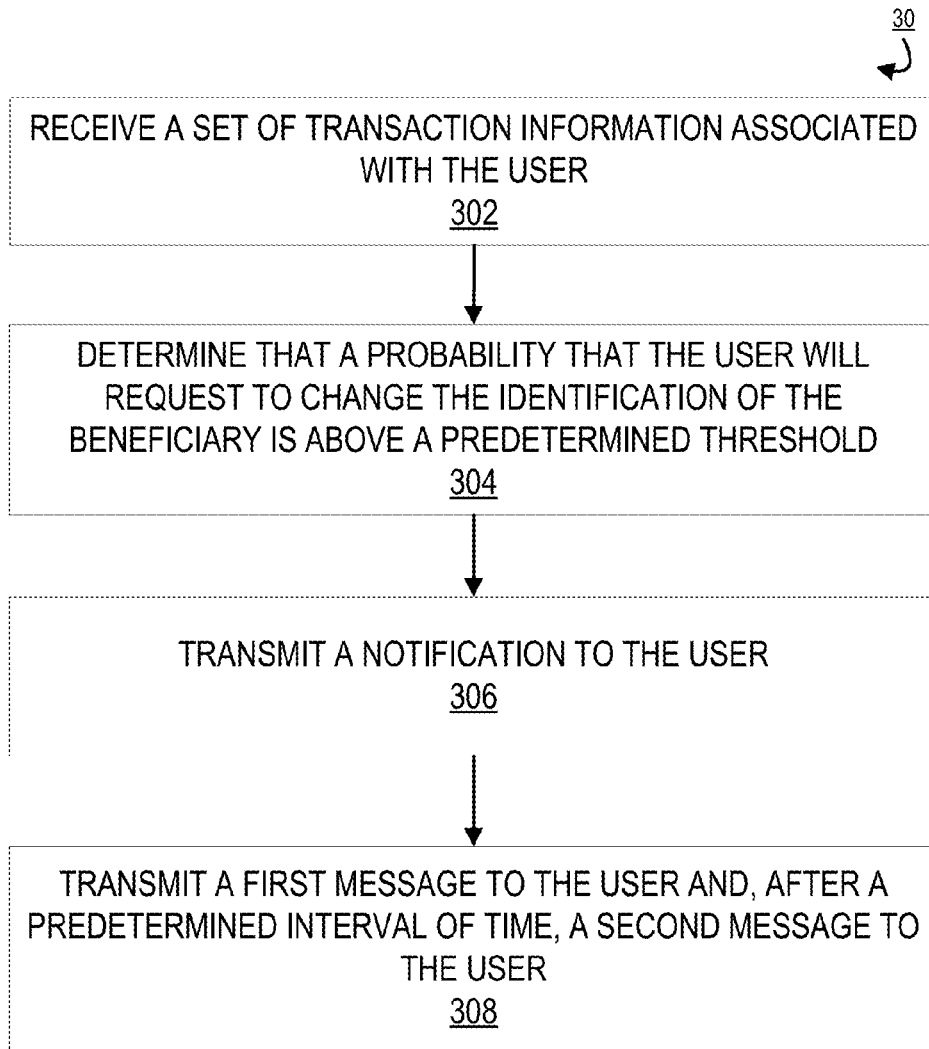 30
RECEIVE A SET OF TRANSACTION INFORMATION ASSOCIATED
WITH THE USER
302
DETERMINE THAT A PROBABILITY THAT THE USER WILL
REQUEST TO CHANGE THE IDENTIFICATION OF THE
BENEFICIARY IS ABOVE A PREDETERMINED THRESHOLD
304
TRANSMIT A NOTIFICATION TO THE USER
306
TRANSMIT A FIRST MESSAGE TO THE USER AND, AFTER A
PREDETERMINED INTERVAL OF TIME, A SECOND MESSAGE TO
THE USER
308